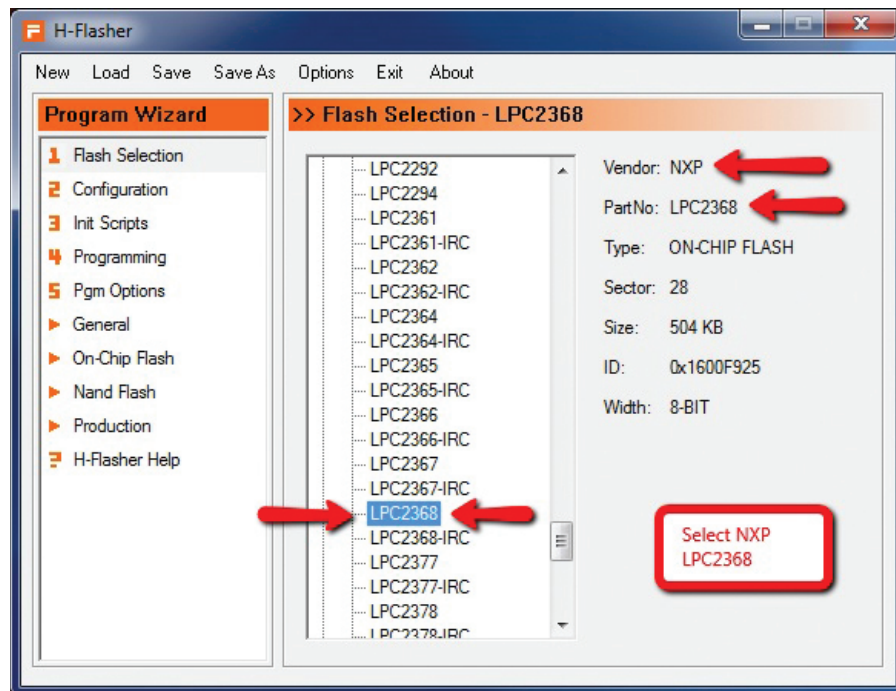 H-Flasher
New Load Save Save As Options Exit About
Program Wizard
1 Flash Selection
2 Configuration
3 Init Scripts
4 Programming
5 Pgm Options
General
On-Chip Flash
Nand Flash
Production
? H-Flasher Help
>> Flash Selection - LPC2368
LPC2292
LPC2294
LPC2361
LPC2361-IRC
LPC2362
LPC2362-IRC
LPC2364
LPC2364-IRC
LPC2365
LPC2365-IRC
LPC2366
LPC2366-IRC
LPC2367
LPC2367-IRC
LPC2368
LPC2368-IRC
LPC2377
LPC2377-IRC
LPC2378
LPC2378-IRC
Vendor: NXP
PartNo: LPC2368
Type: ON-CHIP FLASH
Sector: 28
Size: 504 KB
ID: 0x1600F925
Width: 8-BIT
Select NXP
LPC2368